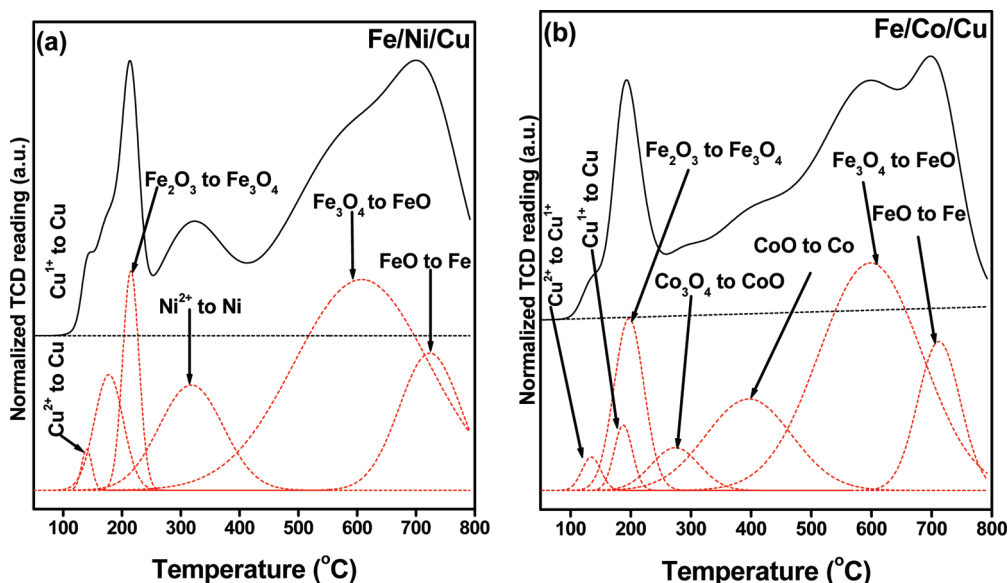 (a)
Fe/Ni/Cu
Normalized TCD reading (a.u.)
Cu²⁺ to Cu
Cu¹⁺ to Cu
Fe₂O₃ to Fe₃O₄
Ni²⁺ to Ni
Fe₃O₄ to FeO
FeO to Fe
100 200 300 400 500 600 700 800
Temperature (°C)
(b)
Fe/Co/Cu
Normalized TCD reading (a.u.)
Cu²⁺ to Cu¹⁺
Cu¹⁺ to Cu
Fe₂O₃ to Fe₃O₄
Co₃O₄ to CoO
CoO to Co
Fe₃O₄ to FeO
FeO to Fe
100 200 300 400 500 600 700 800
Temperature (°C)